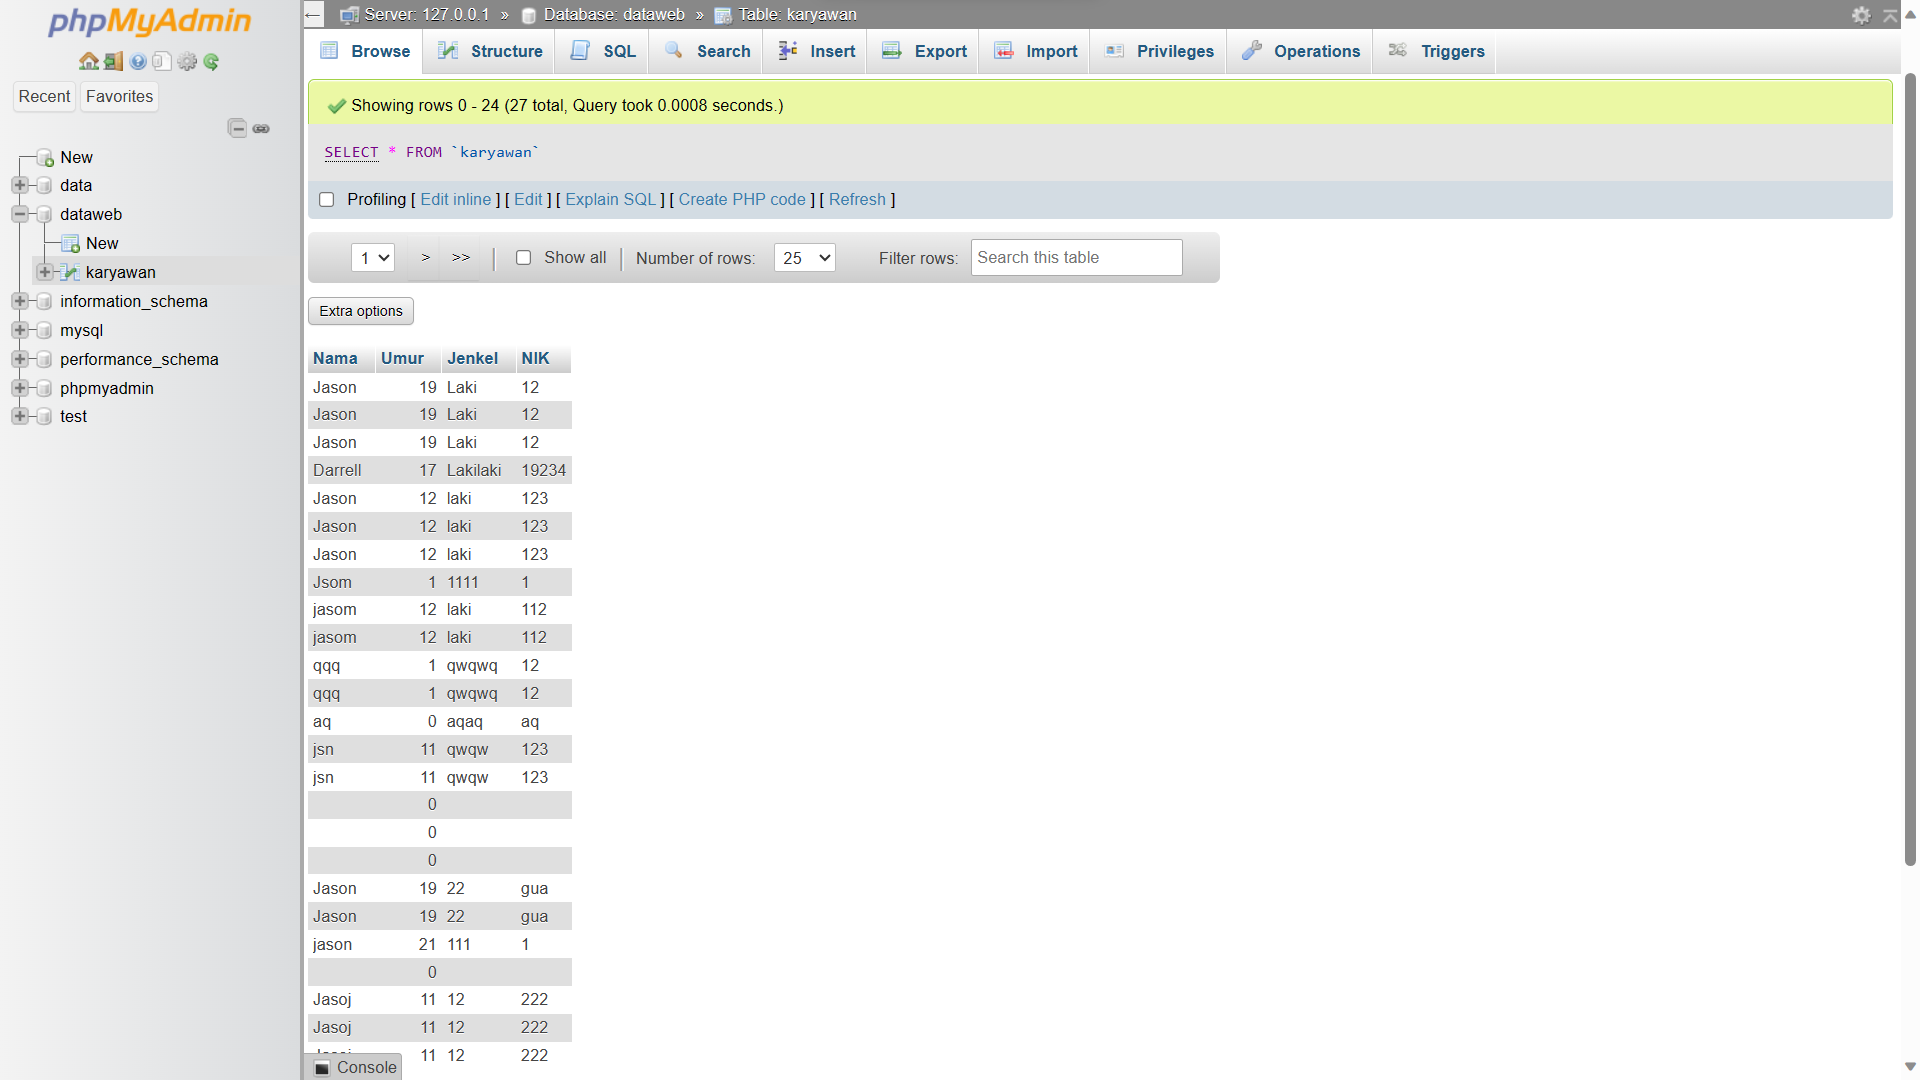 phpMyAdmin
Recent Favorites
New
data
dataweb
New
karyawan
information_schema
mysql
performance_schema
phpmyadmin
test
Server: 127.0.0.1 » Database: dataweb » Table: karyawan
Browse Structure SQL Search Insert Export Import Privileges Operations Triggers
Showing rows 0 - 24 (27 total, Query took 0.0008 seconds.)
SELECT * FROM `karyawan`
Profiling [ Edit inline ] [ Edit ] [ Explain SQL ] [ Create PHP code ] [ Refresh ]
1 > >> | Show all | Number of rows: 25 Filter rows: Search this table
Extra options
Nama Umur Jenkel NIK
Jason 19 Laki 12
Jason 19 Laki 12
Jason 19 Laki 12
Darrell 17 Lakilaki 19234
Jason 12 laki 123
Jason 12 laki 123
Jason 12 laki 123
Jsom 1 1111 1
jasom 12 laki 112
jasom 12 laki 112
qqq 1 qwqwq 12
qqq 1 qwqwq 12
aq 0 aqaq aq
jsn 11 qwqw 123
jsn 11 qwqw 123
0
0
0
Jason 19 22 gua
Jason 19 22 gua
jason 21 111 1
0
Jasoj 11 12 222
Jasoj 11 12 222
11 12 222
Console